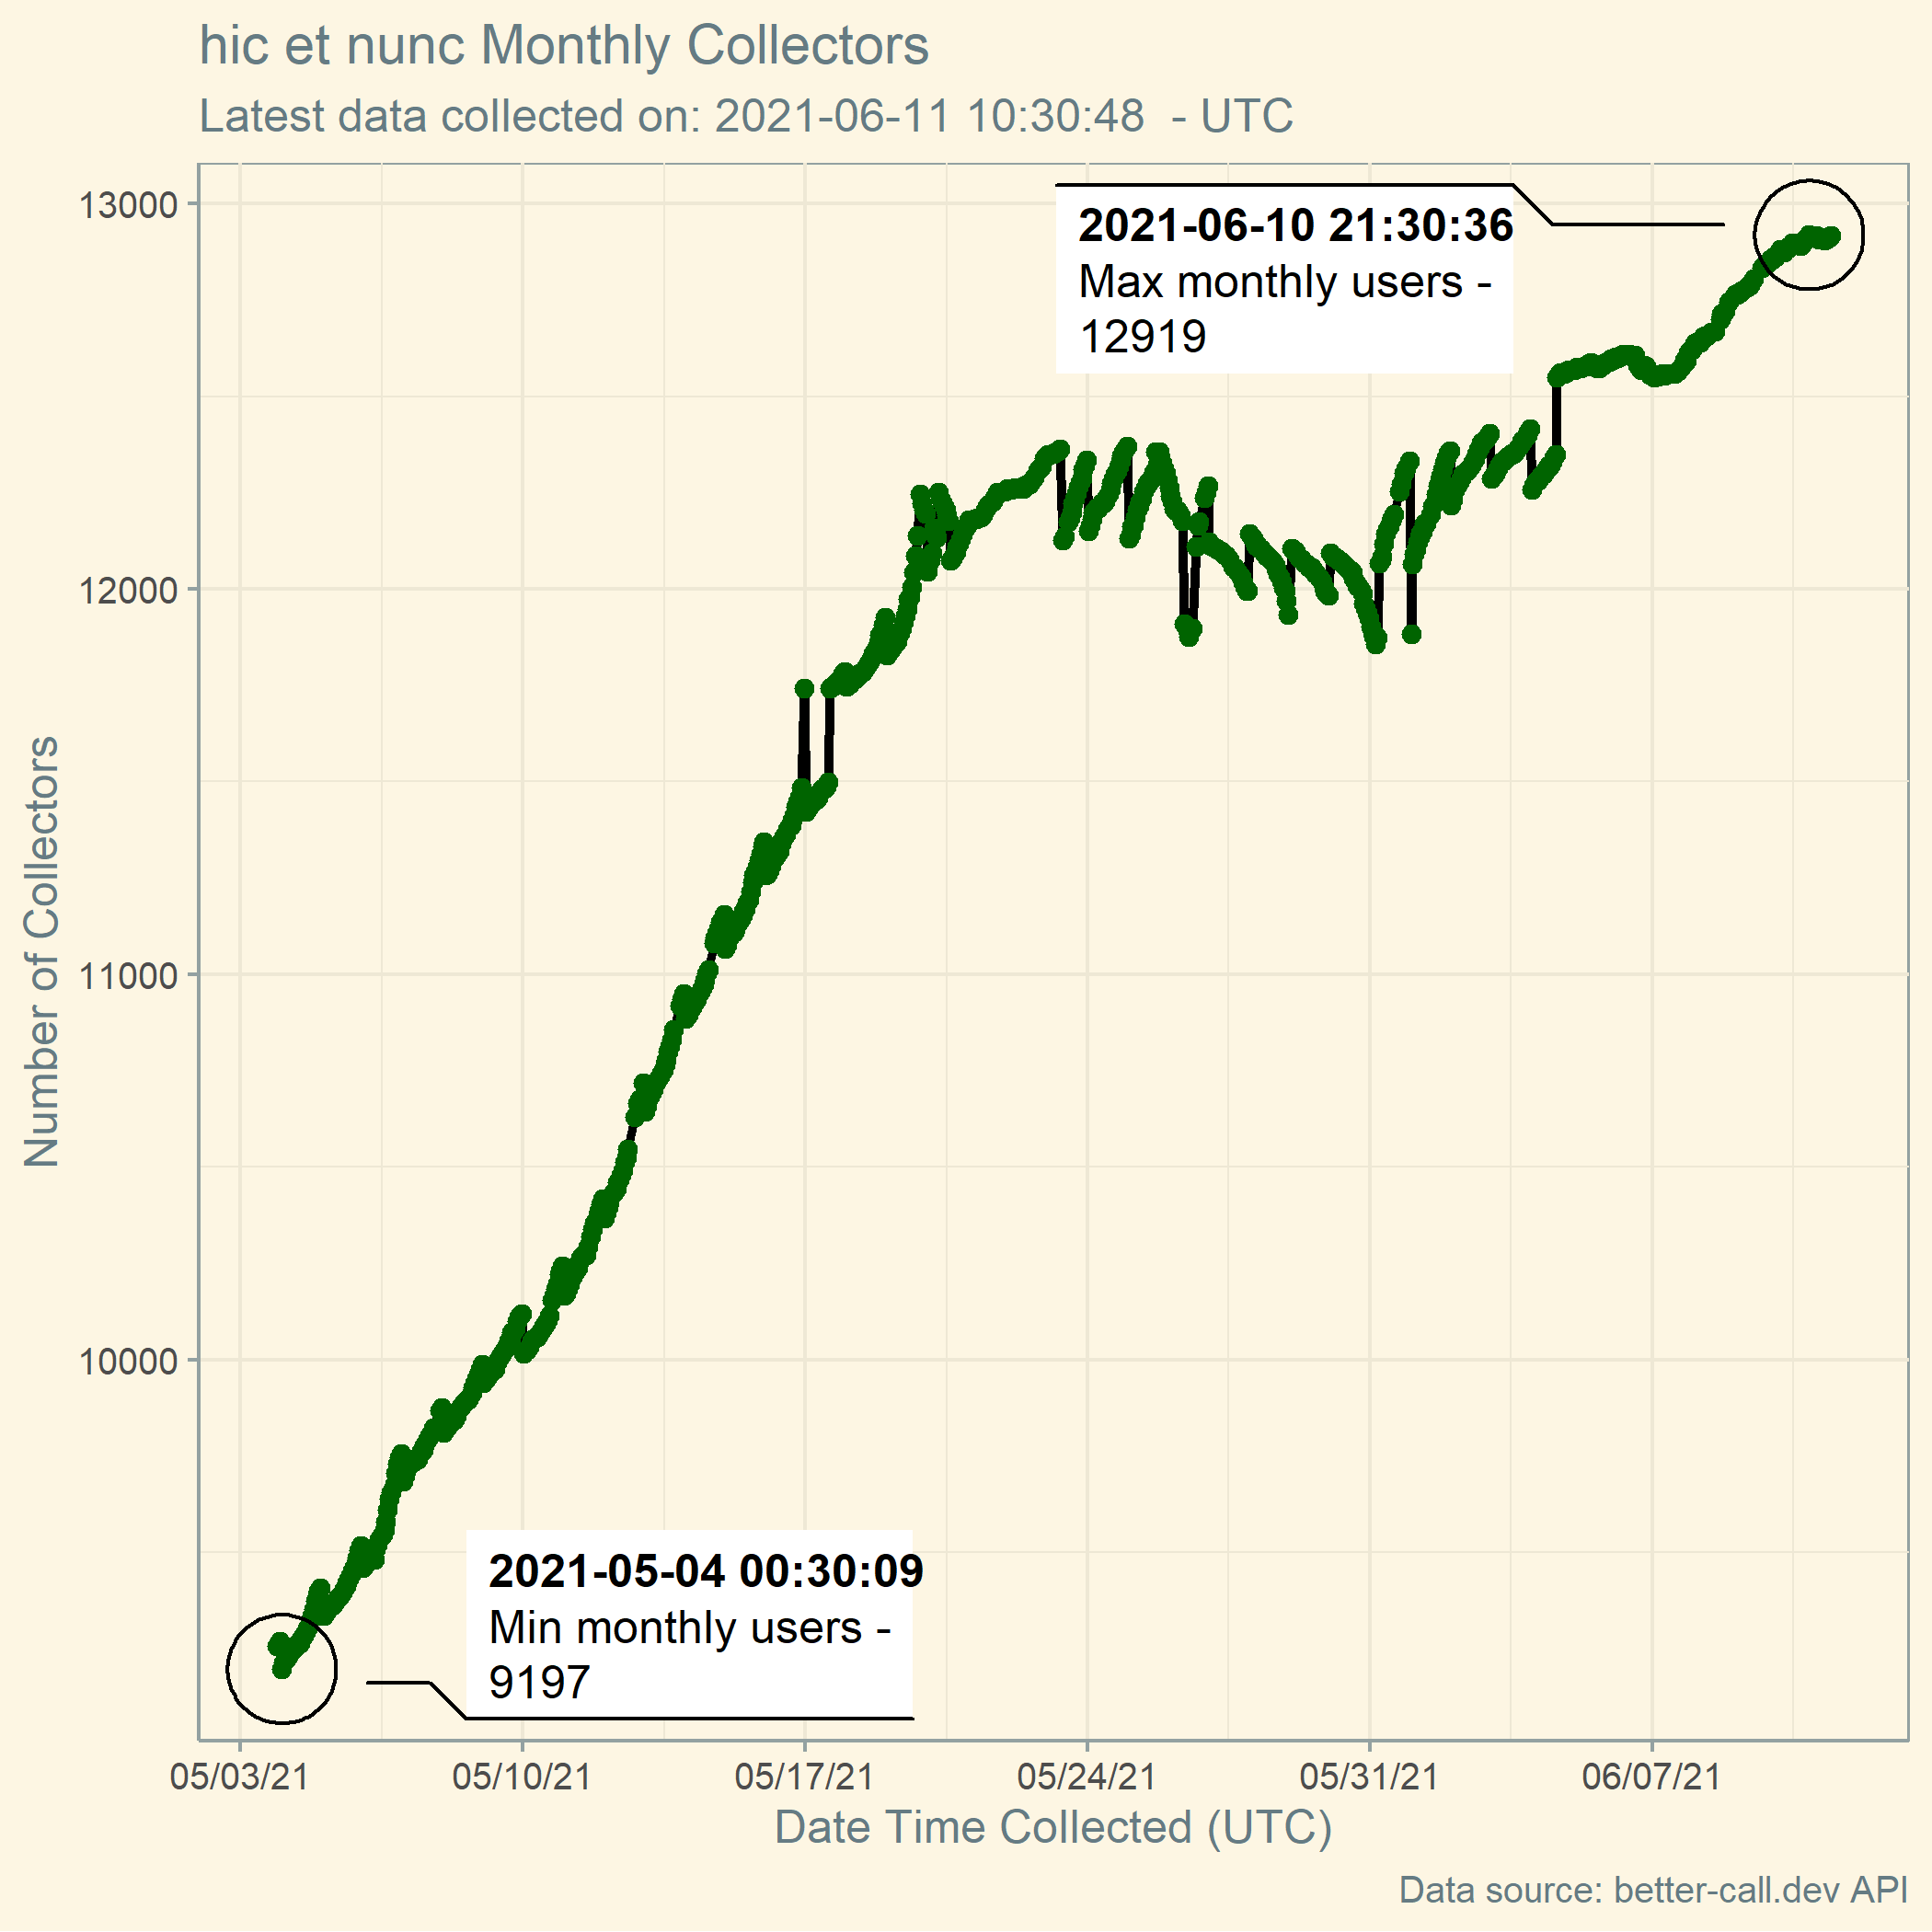 hic et nunc Monthly Collectors
Latest data collected on: 2021-06-11 10:30:48  - UTC
13000
12000
11000
10000
Number of Collectors
2021-06-10 21:30:36
Max monthly users -
12919
2021-05-04 00:30:09
Min monthly users -
9197
05/03/21 05/10/21 05/17/21 05/24/21 05/31/21 06/07/21
Date Time Collected (UTC)
Data source: better-call.dev API